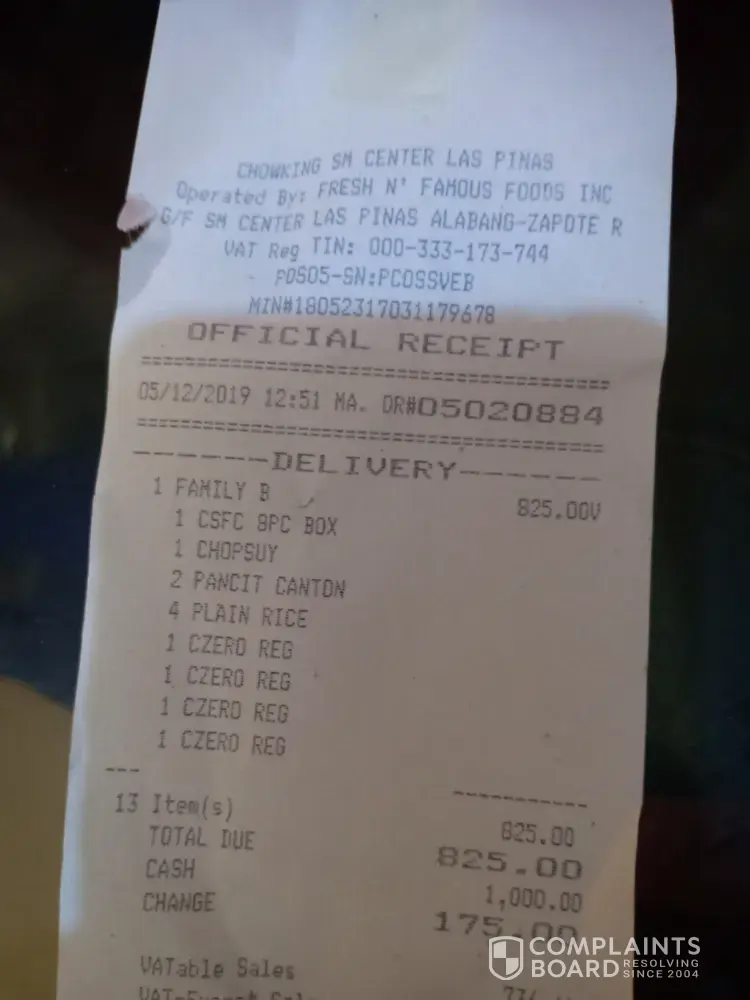 CHOWKING SM CENTER LAS PINAS
Operated By: FRESH N' FAMOUS FOODS INC
G/F SM CENTER LAS PINAS ALABANG-ZAPOTE R
VAT Reg TIN: 000-333-173-744
POS05-SN:PCOSSVEB
MIN#18052317031179678
OFFICIAL RECEIPT
05/12/2019 12:51 MA. OR#05020884
------DELIVERY------
1 FAMILY B 825.00V
1 CSFC 8PC BOX
1 CHOPSUY
2 PANCIT CANTON
4 PLAIN RICE
1 CZERO REG
1 CZERO REG
1 CZERO REG
1 CZERO REG
---
13 Item(s) 825.00
TOTAL DUE 825.00
CASH 1,000.00
CHANGE 175.00
VATable Sales
COMPLAINTS
BOARD RESOLVING
SINCE 2004